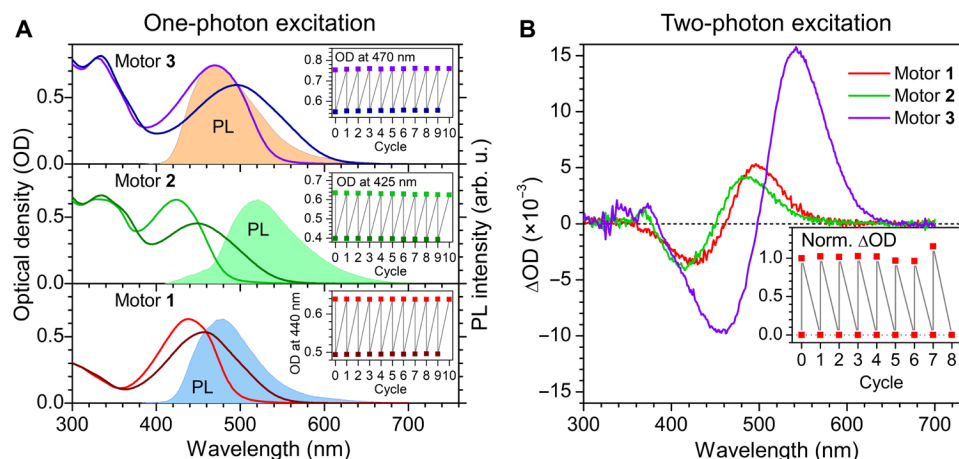 One-photon excitation
A
Motor 3
OD at 470 nm
0.8
0.7
0.6
0 1 2 3 4 5 6 7 8 9 10
Cycle
PL
0.5
0.0
Motor 2
OD at 425 nm
0.6
0.5
0.4
0 1 2 3 4 5 6 7 8 9 10
Cycle
PL
0.5
0.0
Motor 1
OD at 440 nm
0.6
0.5
0 1 2 3 4 5 6 7 8 9 10
Cycle
PL
0.5
0.0
300 400 500 600 700
Wavelength (nm)
Optical density (OD)
PL intensity (arb. u.)
Two-photon excitation
B
15
10
5
0
−5
−10
−15
ΔOD (×10⁻³)
Motor 1
Motor 2
Motor 3
Norm. ΔOD
1.0
0.5
0.0
0 1 2 3 4 5 6 7 8
Cycle
300 400 500 600 700
Wavelength (nm)